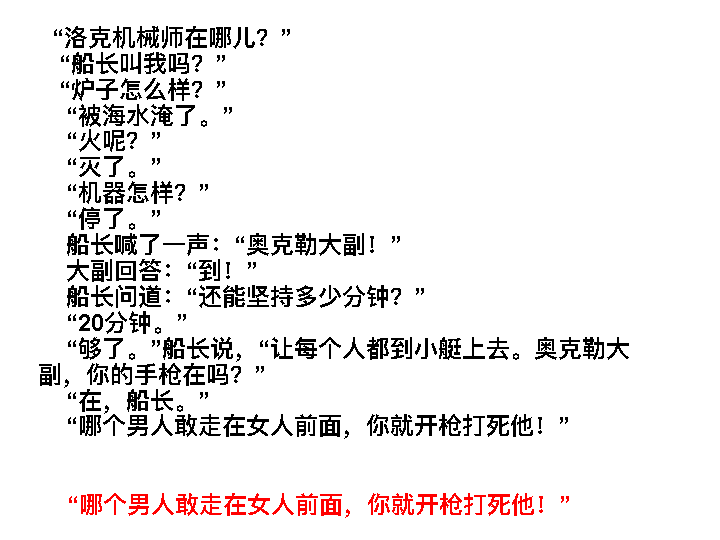 “洛克机械师在哪儿？”
“船长叫我吗？”
“炉子怎么样？”
“被海水淹了。”
“火呢？”
“灭了。”
“机器怎样？”
“停了。”
船长喊了一声：“奥克勒大副！”
大副回答：“到！”
船长问道：“还能坚持多少分钟？”
“20分钟。”
“够了。”船长说，“让每个人都到小艇上去。奥克勒大
副，你的手枪在吗？”
“在，船长。”
“哪个男人敢走在女人前面，你就开枪打死他！”
“哪个男人敢走在女人前面，你就开枪打死他！”